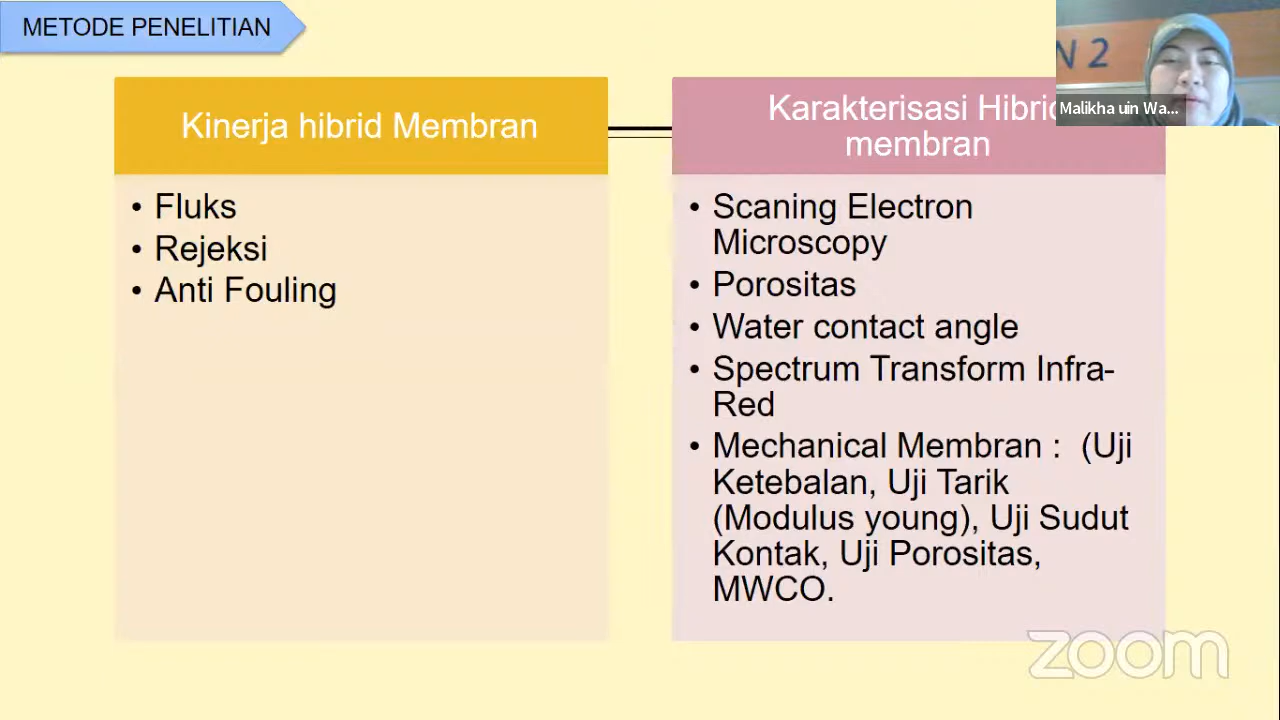 METODE PENELITIAN
N 2
Malikha uin Wa...
Kinerja hibrid Membran
• Fluks
• Rejeksi
• Anti Fouling
Karakterisasi Hibrid
membran
• Scaning Electron
Microscopy
• Porositas
• Water contact angle
• Spectrum Transform Infra-
Red
• Mechanical Membran : (Uji
Ketebalan, Uji Tarik
(Modulus young), Uji Sudut
Kontak, Uji Porositas,
MWCO.
zoom